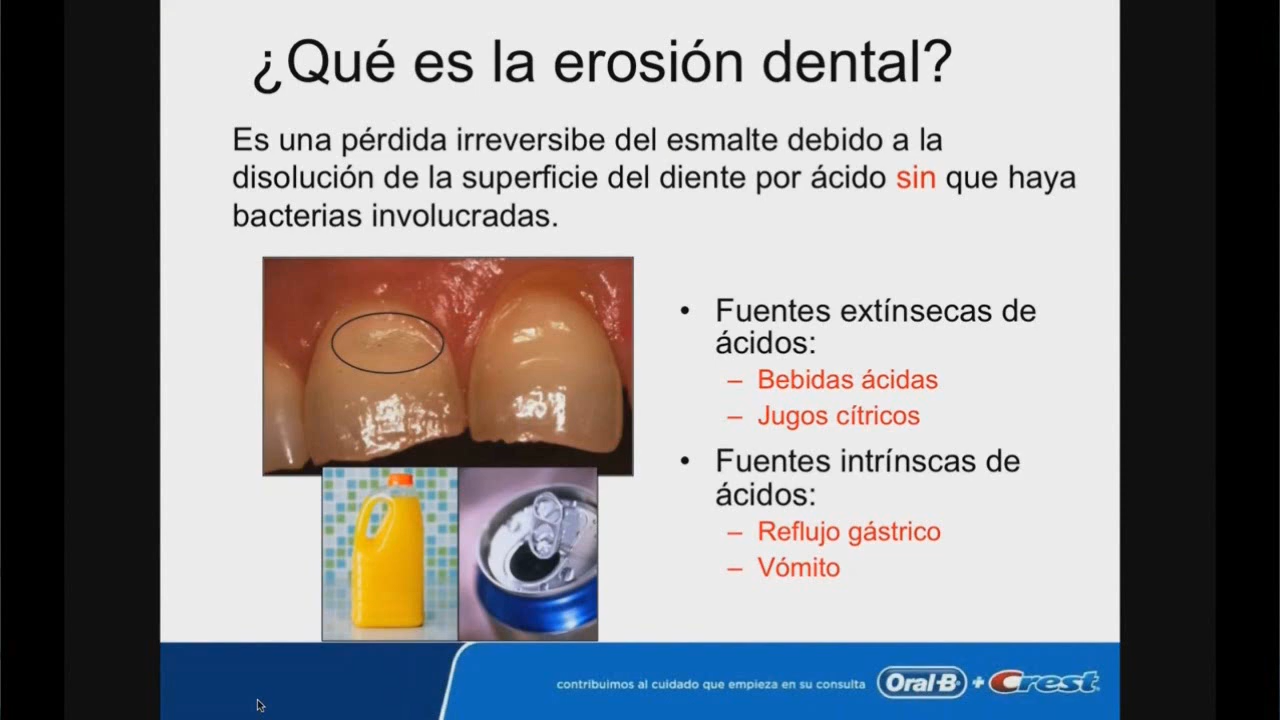 ¿Qué es la erosión dental?
Es una pérdida irreversibe del esmalte debido a la
disolución de la superficie del diente por ácido sin que haya
bacterias involucradas.
• Fuentes extínsecas de
ácidos:
– Bebidas ácidas
– Jugos cítricos
• Fuentes intrínscas de
ácidos:
– Reflujo gástrico
– Vómito
contribuimos al cuidado que empieza en su consulta
Oral-B + Crest